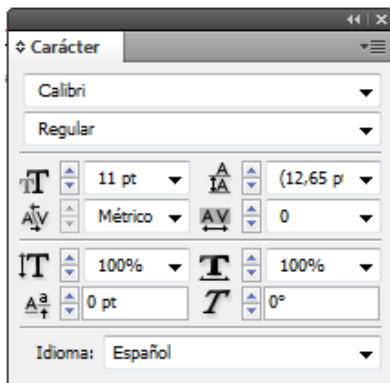 Carácter
Calibri
Regular
11 pt (12,65 p
Métrico 0
100% 100%
0 pt 0°
Idioma: Español